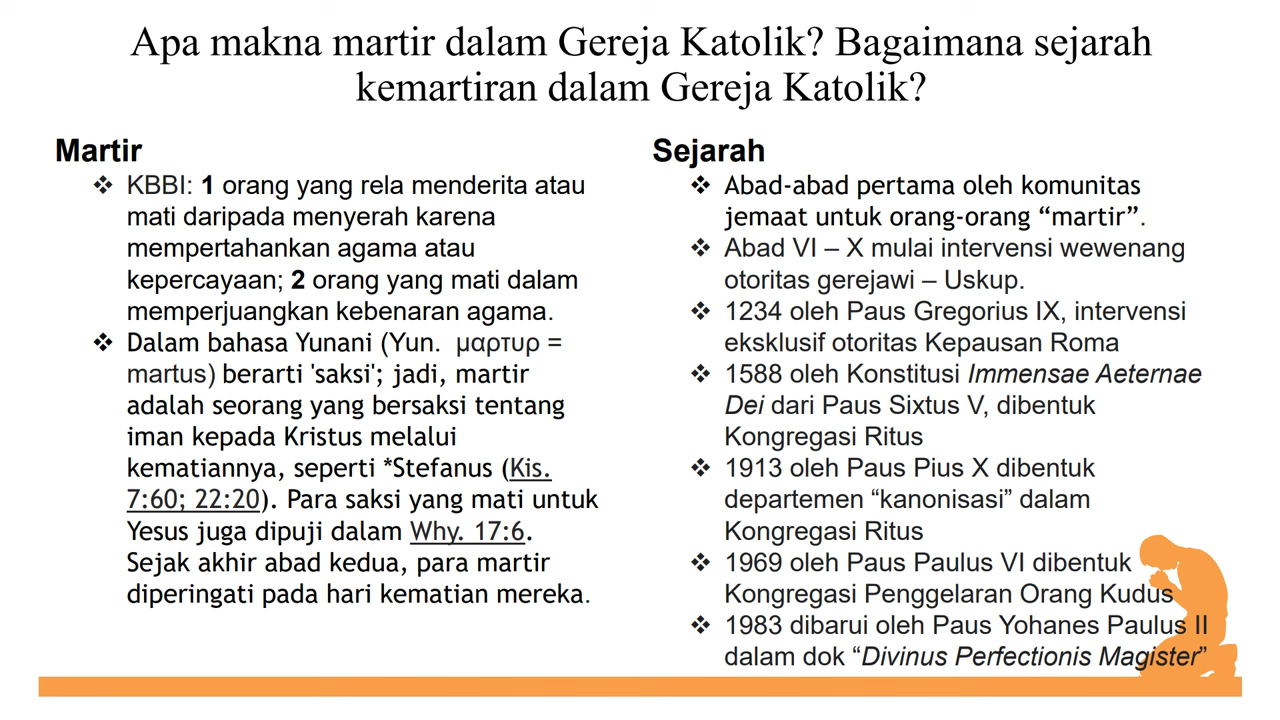 Apa makna martir dalam Gereja Katolik? Bagaimana sejarah
kemartiran dalam Gereja Katolik?
Martir
❖ KBBI: 1 orang yang rela menderita atau
mati daripada menyerah karena
mempertahankan agama atau
kepercayaan; 2 orang yang mati dalam
memperjuangkan kebenaran agama.
❖ Dalam bahasa Yunani (Yun. μαρτυρ =
martus) berarti 'saksi'; jadi, martir
adalah seorang yang bersaksi tentang
iman kepada Kristus melalui
kematiannya, seperti *Stefanus (Kis.
7:60; 22:20). Para saksi yang mati untuk
Yesus juga dipuji dalam Why. 17:6.
Sejak akhir abad kedua, para martir
diperingati pada hari kematian mereka.
Sejarah
❖ Abad-abad pertama oleh komunitas
jemaat untuk orang-orang “martir”.
❖ Abad VI – X mulai intervensi wewenang
otoritas gerejawi – Uskup.
❖ 1234 oleh Paus Gregorius IX, intervensi
eksklusif otoritas Kepausan Roma
❖ 1588 oleh Konstitusi Immensae Aeternae
Dei dari Paus Sixtus V, dibentuk
Kongregasi Ritus
❖ 1913 oleh Paus Pius X dibentuk
departemen “kanonisasi” dalam
Kongregasi Ritus
❖ 1969 oleh Paus Paulus VI dibentuk
Kongregasi Penggelaran Orang Kudus
❖ 1983 dibarui oleh Paus Yohanes Paulus II
dalam dok “Divinus Perfectionis Magister”